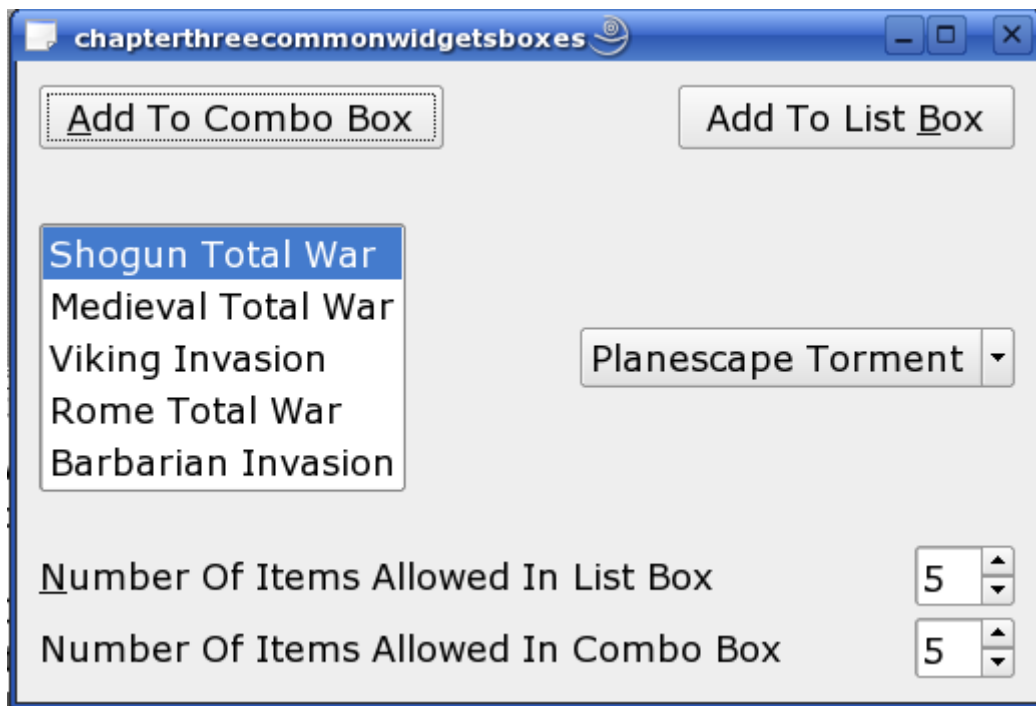 chapterthreecommonwidgetsboxes
Add To Combo Box
Add To List Box
Shogun Total War
Medieval Total War
Viking Invasion
Rome Total War
Barbarian Invasion
Planescape Torment
Number Of Items Allowed In List Box
5
Number Of Items Allowed In Combo Box
5